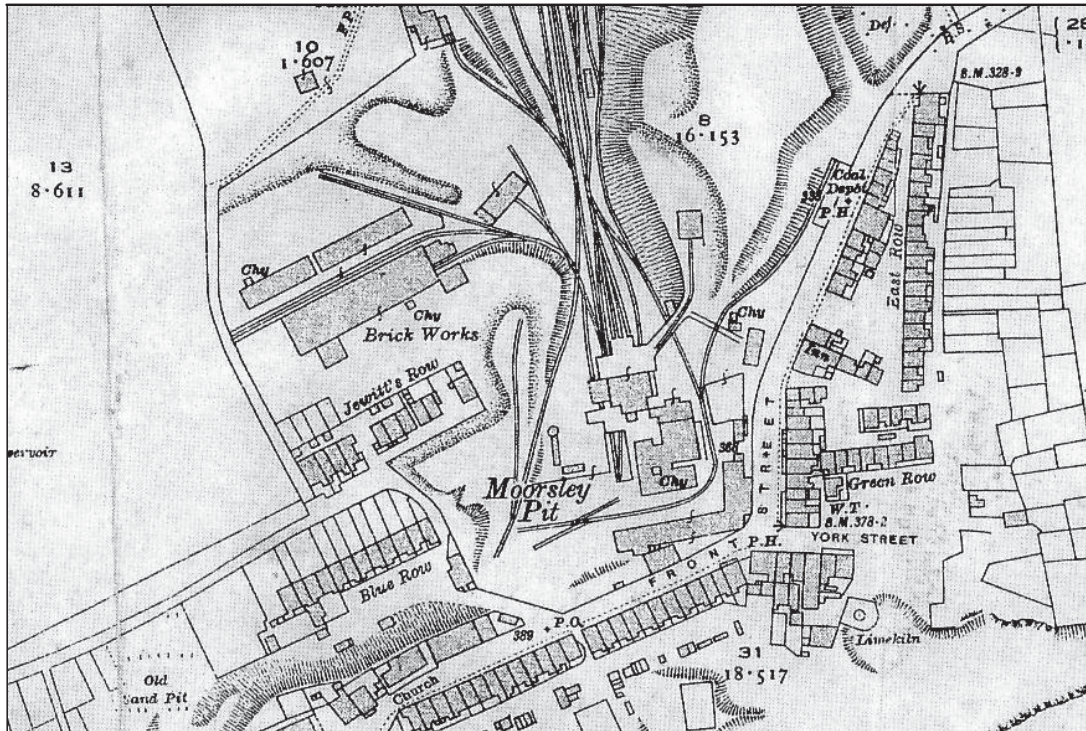 F.P.
10
1·607
13
8·611
8
16·153
Def
B.M. 328·9
Coal
Depôt
P.H.
East Row
Inn
Chy
Chy
Brick Works
Chy
Jewitt's Row
Moorsley
Pit
Chy
Green Row
W.T
B.M. 378·2
YORK STREET
FRONT STREET
P.H.
Blue Row
P.O.
389
Church
Limekiln
31
18·517
Old
Sand Pit
ervoir